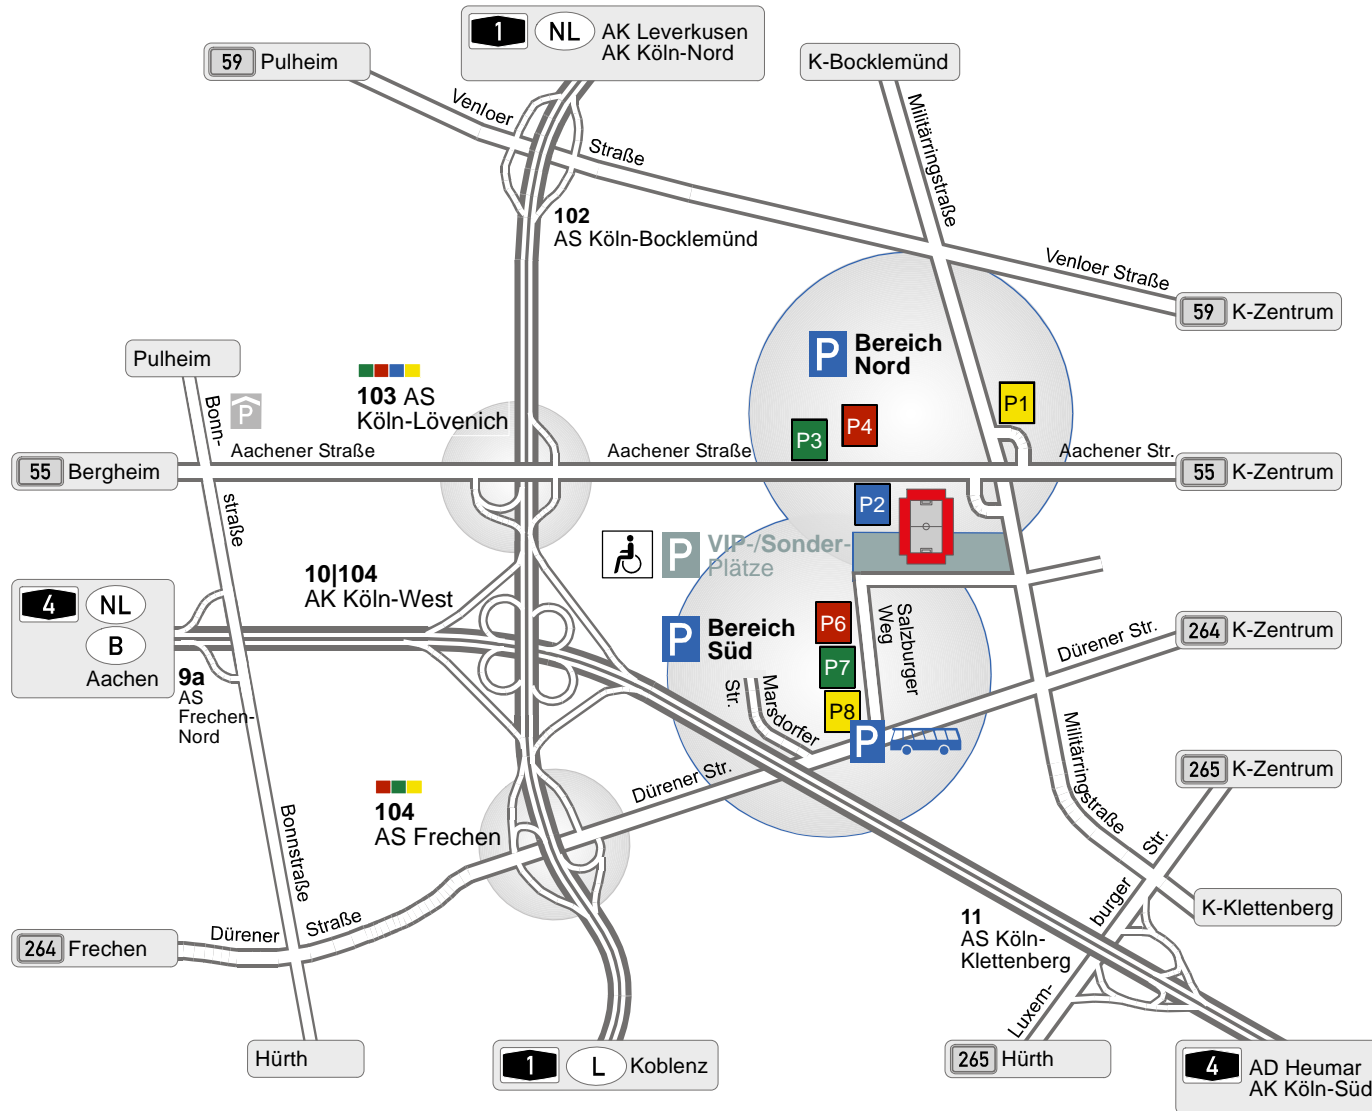 1 NL AK Leverkusen
AK Köln-Nord
59 Pulheim
K-Bocklemünd
Venloer
Straße
Militärringstraße
102
AS Köln-Bocklemünd
Venloer Straße
59 K-Zentrum
Pulheim
P Bereich
Nord
103 AS
Köln-Lövenich
P
Bonn-
straße
P1
P4
P3
55 Bergheim
Aachener Straße
Aachener Straße
Aachener Str.
55 K-Zentrum
P2
P VIP-/Sonder-
Plätze
10|104
AK Köln-West
4 NL
B
Aachen
9a
AS
Frechen-
Nord
P Bereich
Süd
P6
P7
P8
Salzburger
Weg
Marsdorfer
Str.
P
Dürener Str.
264 K-Zentrum
Militärringstraße
Dürener Str.
265 K-Zentrum
104
AS Frechen
Bonnstraße
Luxem-
burger
Str.
K-Klettenberg
11
AS Köln-
Klettenberg
264 Frechen
Dürener
Straße
Hürth
1 L Koblenz
265 Hürth
4 AD Heumar
AK Köln-Süd